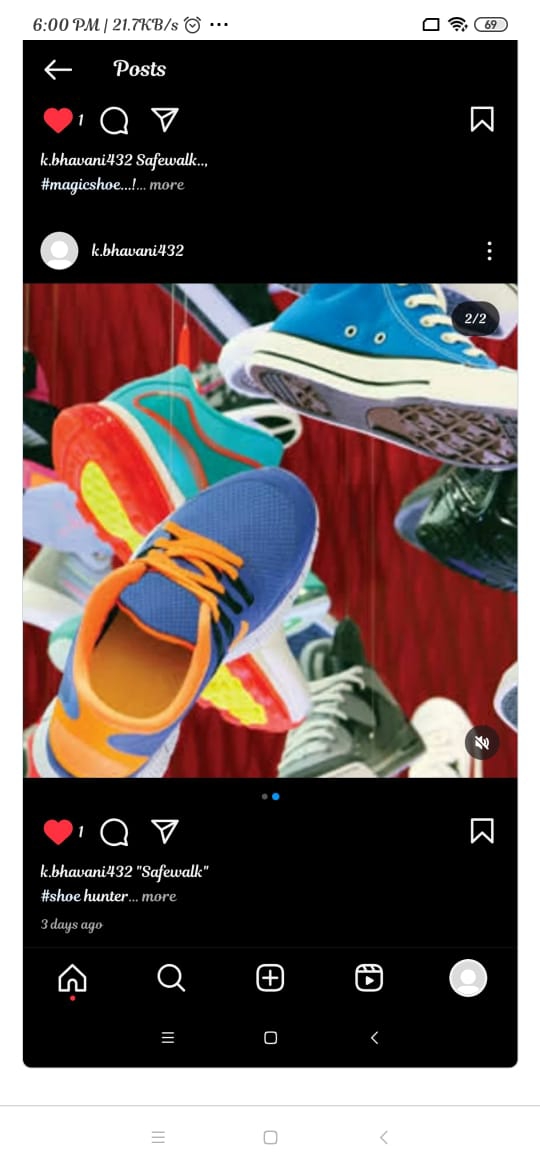 6:00 PM | 21.7KB/s ...
69
Posts
1
k.bhavani432 Safewalk..,
#magicshoe...!... more
k.bhavani432
2/2
1
k.bhavani432 "Safewalk"
#shoe hunter... more
3 days ago